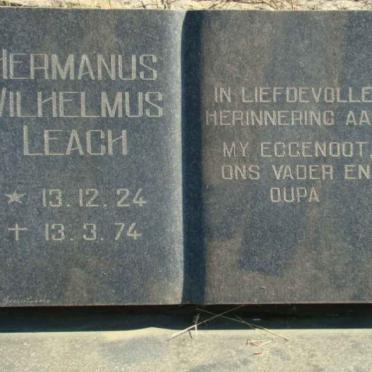 HERMANUS
WILHELMUS
LEACH
* 13.12.24
† 13.3.74
IN LIEFDEVOLLE
HERINNERING AA
MY EGGENOOT,
ONS VADER EN
OUPA